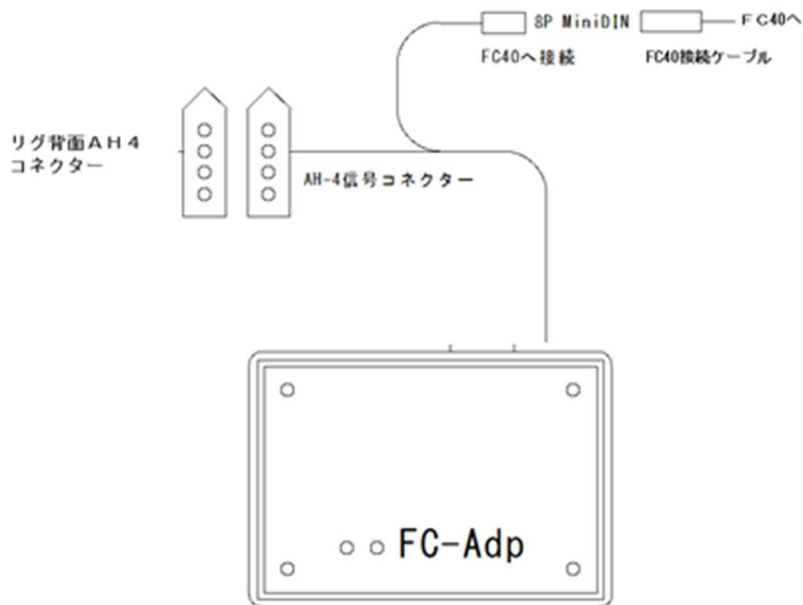 8P MiniDIN
ＦC40へ
FC40へ接続
FC40接続ケーブル
リグ背面ＡＨ４
コネクター
AH-4信号コネクター
FC-Adp